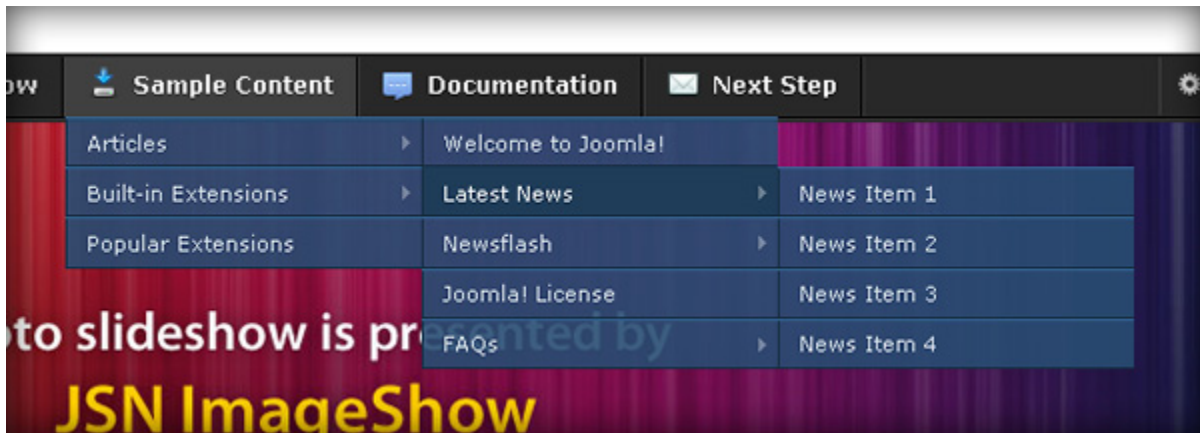 ow Sample Content Documentation Next Step
Articles Welcome to Joomla!
Built-in Extensions Latest News News Item 1
Popular Extensions Newsflash News Item 2
Joomla! License News Item 3
FAQs News Item 4
to slideshow is presented by
JSN ImageShow